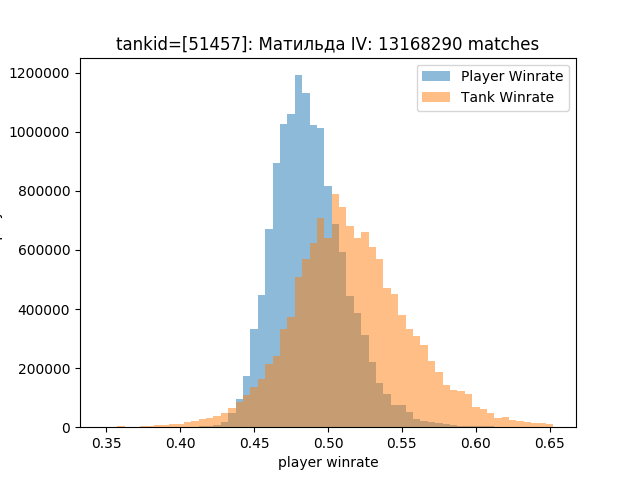 tankid=[51457]: Матильда IV: 13168290 matches
Player Winrate
Tank Winrate
1200000
1000000
800000
600000
400000
200000
0
0.35 0.40 0.45 0.50 0.55 0.60 0.65
player winrate